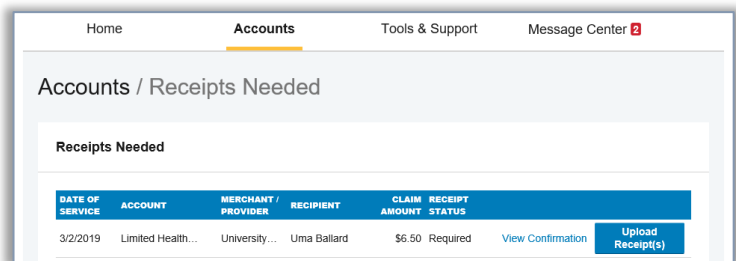 Home Accounts Tools & Support Message Center 2
Accounts / Receipts Needed
Receipts Needed
DATE OF SERVICE ACCOUNT MERCHANT / PROVIDER RECIPIENT CLAIM AMOUNT RECEIPT STATUS
3/2/2019 Limited Health... University... Uma Ballard $6.50 Required View Confirmation Upload Receipt(s)